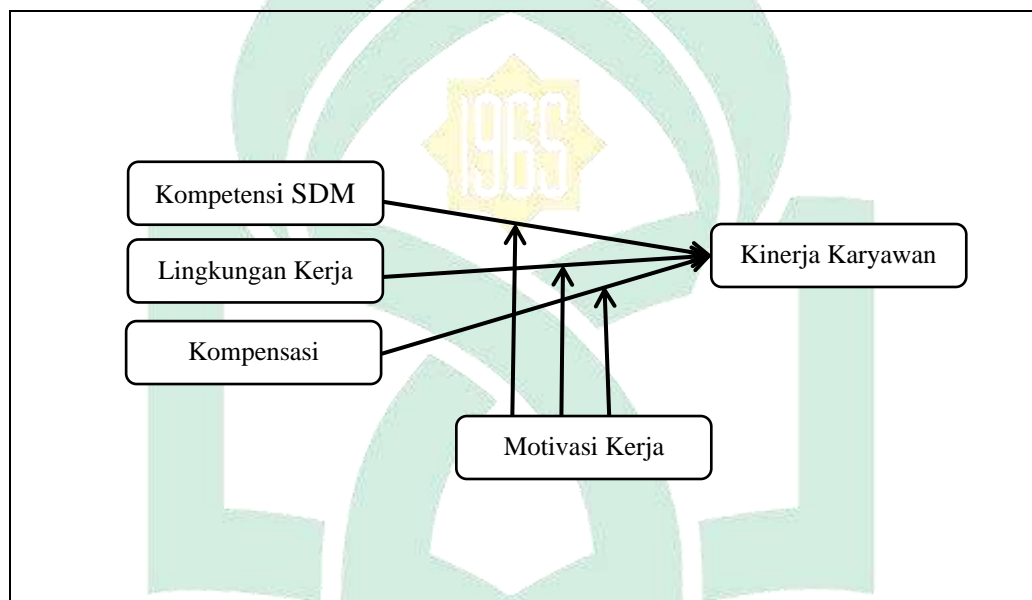 1965
Kompetensi SDM
Kinerja Karyawan
Lingkungan Kerja
Kompensasi
Motivasi Kerja